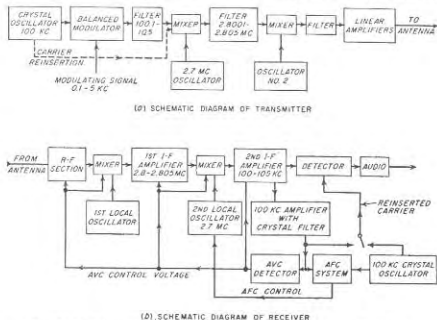 CRYSTAL
OSCILLATOR
100 KC
BALANCED
MODULATOR
FILTER
100.1-
105
MIXER
FILTER
2.8001-
2.805 MC
MIXER
FILTER
LINEAR
AMPLIFIERS
TO
ANTENNA
CARRIER
REINSERTION
MODULATING SIGNAL
0.1-5 KC
2.7 MC
OSCILLATOR
OSCILLATOR
NO. 2
(a) SCHEMATIC DIAGRAM OF TRANSMITTER
FROM
ANTENNA
R-F
SECTION
MIXER
1ST I-F
AMPLIFIER
2.8-2.805 MC
MIXER
2ND I-F
AMPLIFIER
100-105 KC
DETECTOR
AUDIO
1ST LOCAL
OSCILLATOR
2ND LOCAL
OSCILLATOR
2.7 MC
100 KC AMPLIFIER
WITH
CRYSTAL FILTER
REINSERTED
CARRIER
AVC CONTROL VOLTAGE
AVC
DETECTOR
AFC
SYSTEM
100 KC CRYSTAL
OSCILLATOR
AFC CONTROL
(b) SCHEMATIC DIAGRAM OF RECEIVER